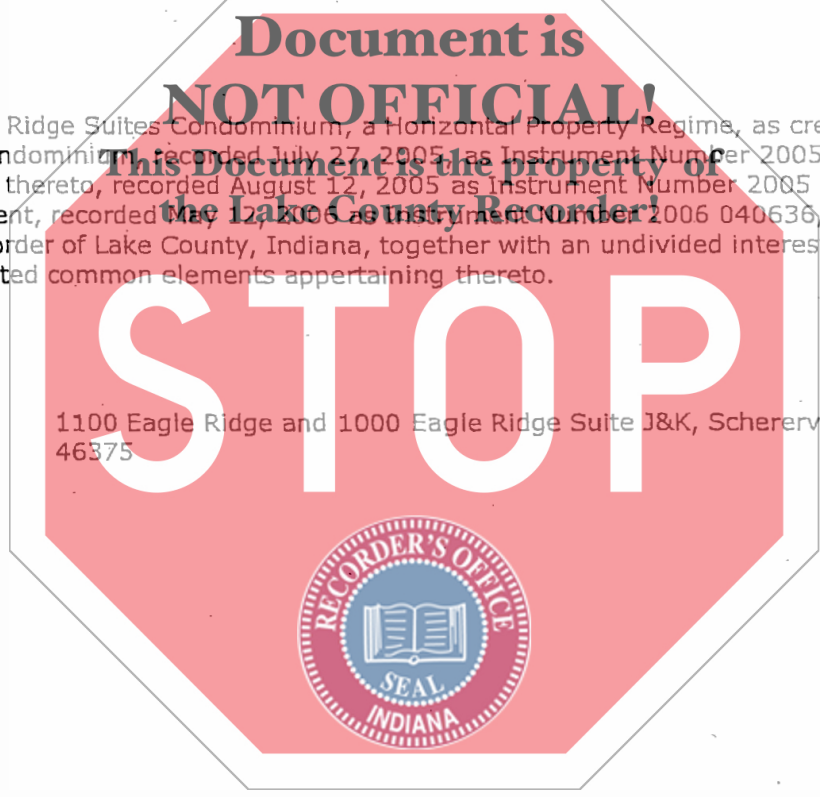 Document is
NOT OFFICIAL!
Ridge Suites Condominium, a Horizontal Property Regime, as cre
ndominium, recorded July 27, 2005, as Instrument Number 2005
This Document is the property of
thereto, recorded August 12, 2005 as Instrument Number 2005
the Lake County Recorder!
ent, recorded May 12, 2006 as Instrument Number 2006 040636,
order of Lake County, Indiana, together with an undivided interes
ted common elements appertaining thereto.
STOP
1100 Eagle Ridge and 1000 Eagle Ridge Suite J&K, Schererv
46375
RECORDER'S OFFICE
SEAL
INDIANA